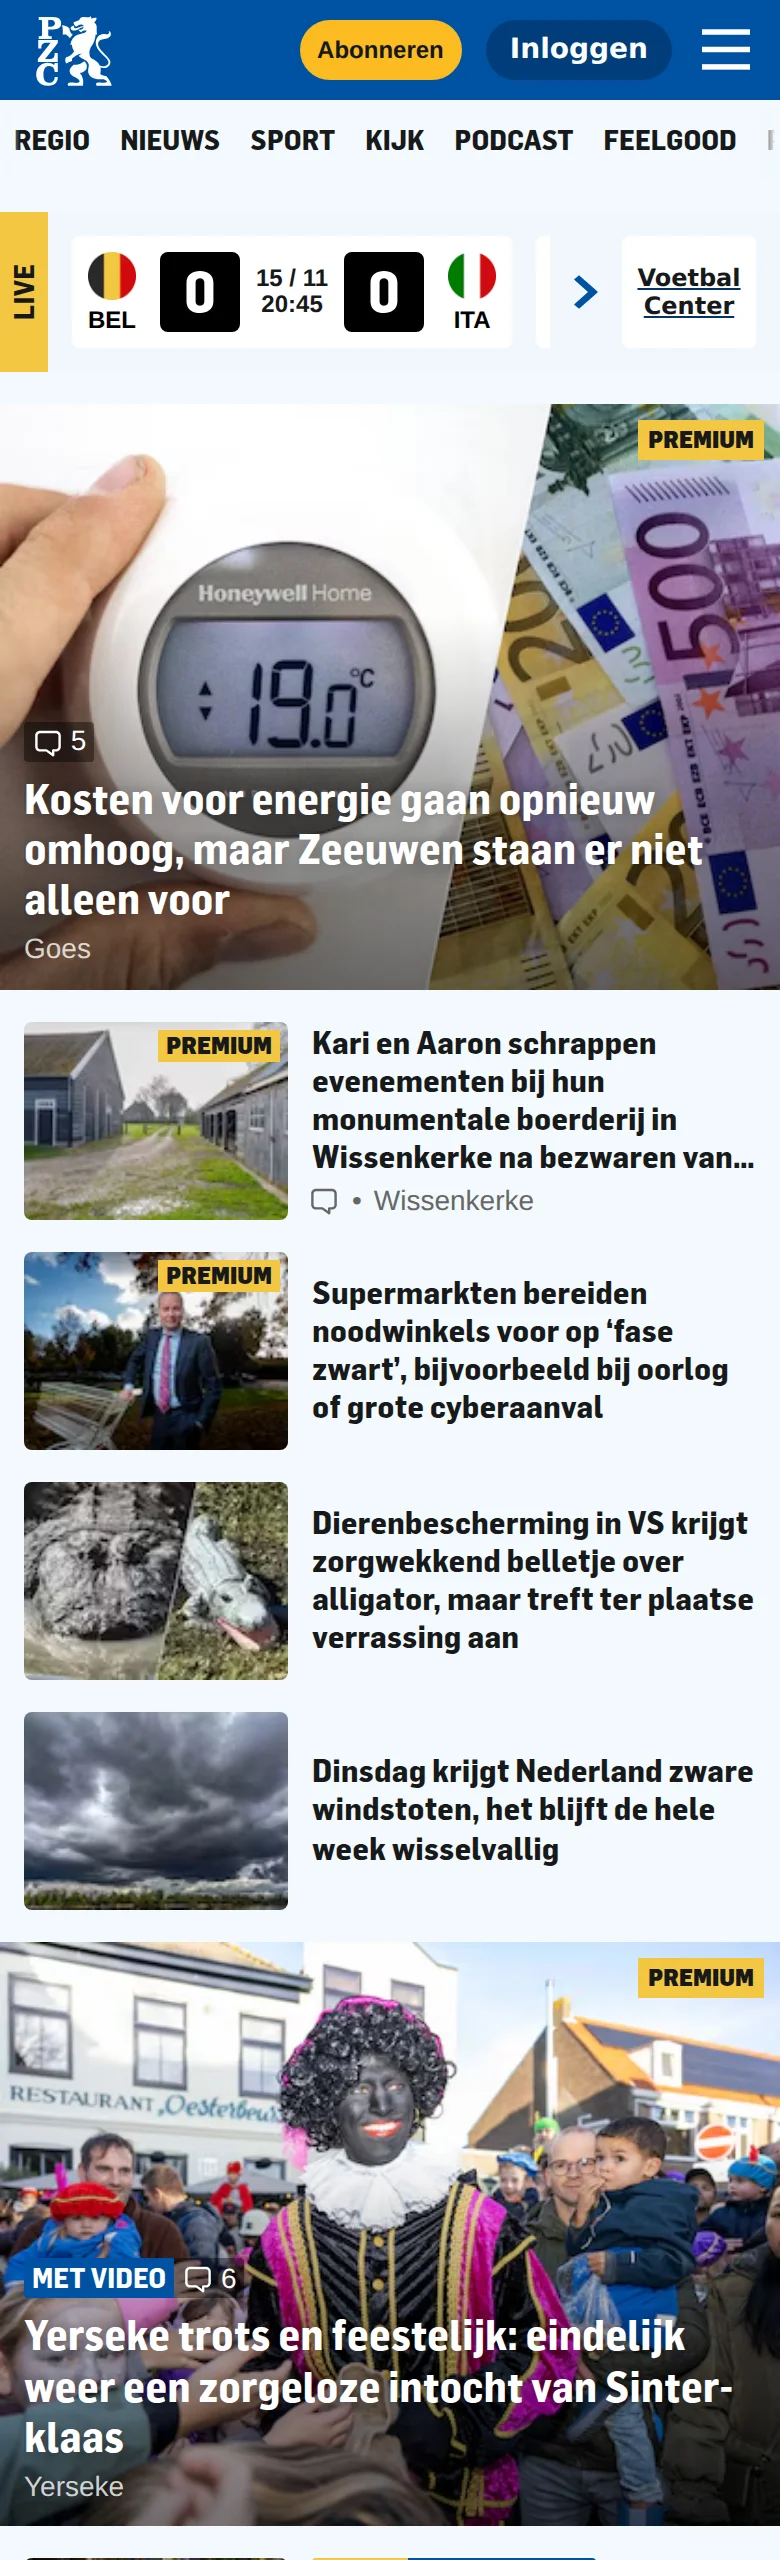 PZC
Abonneren
Inloggen
REGIO NIEUWS SPORT KIJK PODCAST FEELGOOD
LIVE
BEL
0
15 / 11
20:45
0
ITA
Voetbal
Center
PREMIUM
Honeywell Home
19.0°C
500
200
5
Kosten voor energie gaan opnieuw
omhoog, maar Zeeuwen staan er niet
alleen voor
Goes
PREMIUM
Kari en Aaron schrappen
evenementen bij hun
monumentale boerderij in
Wissenkerke na bezwaren van...
• Wissenkerke
PREMIUM
Supermarkten bereiden
noodwinkels voor op ‘fase
zwart’, bijvoorbeeld bij oorlog
of grote cyberaanval
Dierenbescherming in VS krijgt
zorgwekkend belletje over
alligator, maar treft ter plaatse
verrassing aan
Dinsdag krijgt Nederland zware
windstoten, het blijft de hele
week wisselvallig
PREMIUM
RESTAURANT
MET VIDEO
6
Yerseke trots en feestelijk: eindelijk
weer een zorgeloze intocht van Sinter-
klaas
Yerseke